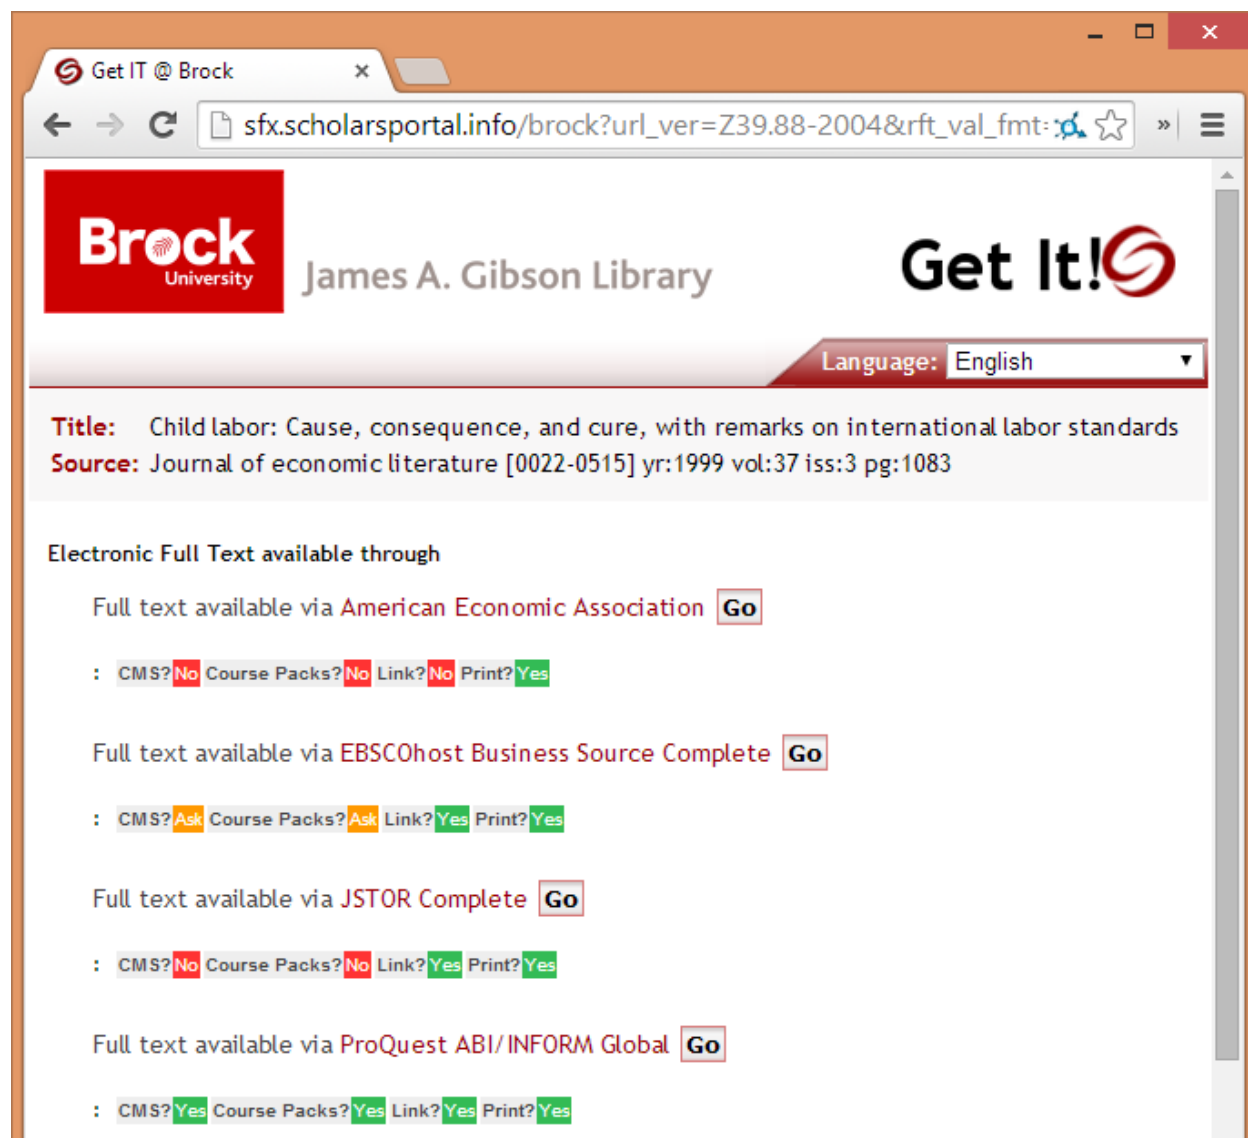 Get IT @ Brock
sfx.scholarsportal.info/brock?url_ver=Z39.88-2004&rft_val_fmt=
Brock
University
James A. Gibson Library
Get It!
Language: English
Title: Child labor: Cause, consequence, and cure, with remarks on international labor standards
Source: Journal of economic literature [0022-0515] yr:1999 vol:37 iss:3 pg:1083
Electronic Full Text available through
Full text available via American Economic Association Go
: CMS? No Course Packs? No Link? No Print? Yes
Full text available via EBSCOhost Business Source Complete Go
: CMS? Ask Course Packs? Ask Link? Yes Print? Yes
Full text available via JSTOR Complete Go
: CMS? No Course Packs? No Link? Yes Print? Yes
Full text available via ProQuest ABI/INFORM Global Go
: CMS? Yes Course Packs? Yes Link? Yes Print? Yes